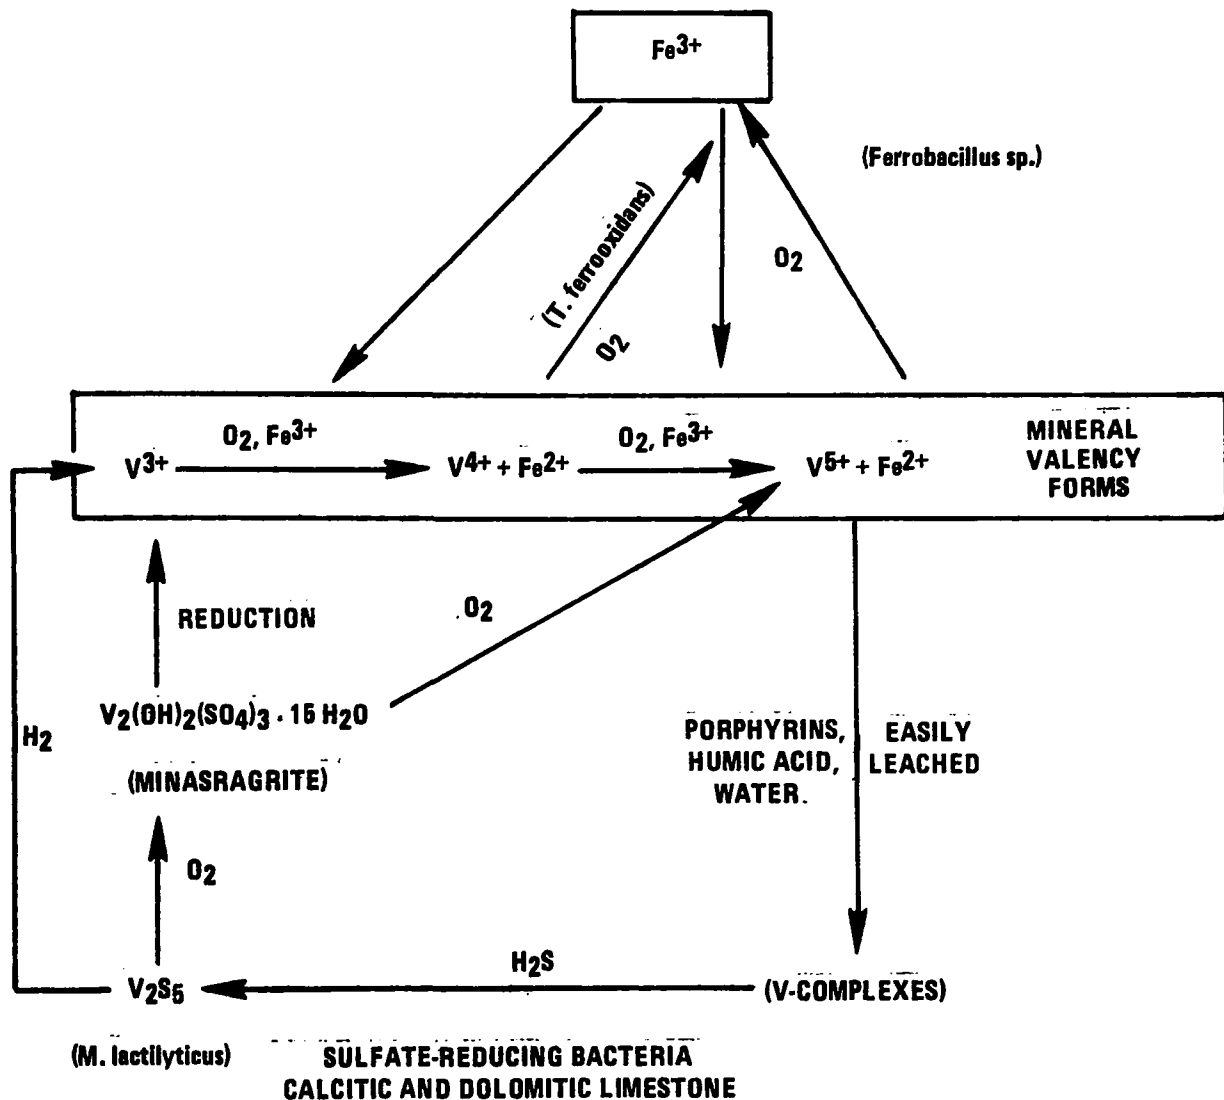 Fe3+
(Ferrobacillus sp.)
(T. ferrooxidans)
O2
O2
O2, Fe3+
O2, Fe3+
V3+
V4+ + Fe2+
V5+ + Fe2+
MINERAL
VALENCY
FORMS
REDUCTION
O2
V2(OH)2(SO4)3 · 15 H2O
(MINASRAGRITE)
H2
PORPHYRINS,
HUMIC ACID,
WATER.
EASILY
LEACHED
O2
H2S
V2S5
(V-COMPLEXES)
(M. lactilyticus)
SULFATE-REDUCING BACTERIA
CALCITIC AND DOLOMITIC LIMESTONE